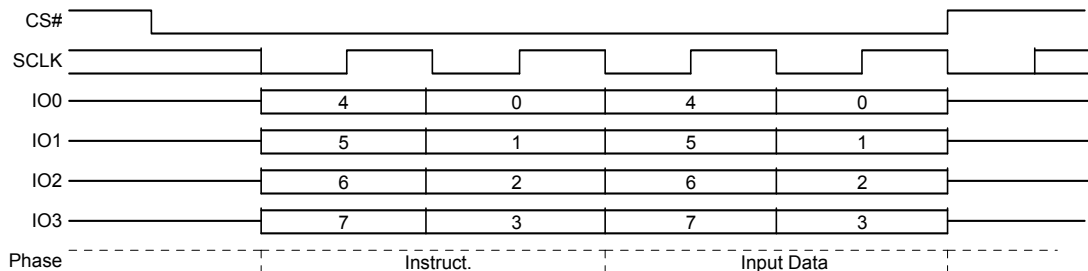 CS#
SCLK
IO0 4 0 4 0
IO1 5 1 5 1
IO2 6 2 6 2
IO3 7 3 7 3
Phase Instruct. Input Data